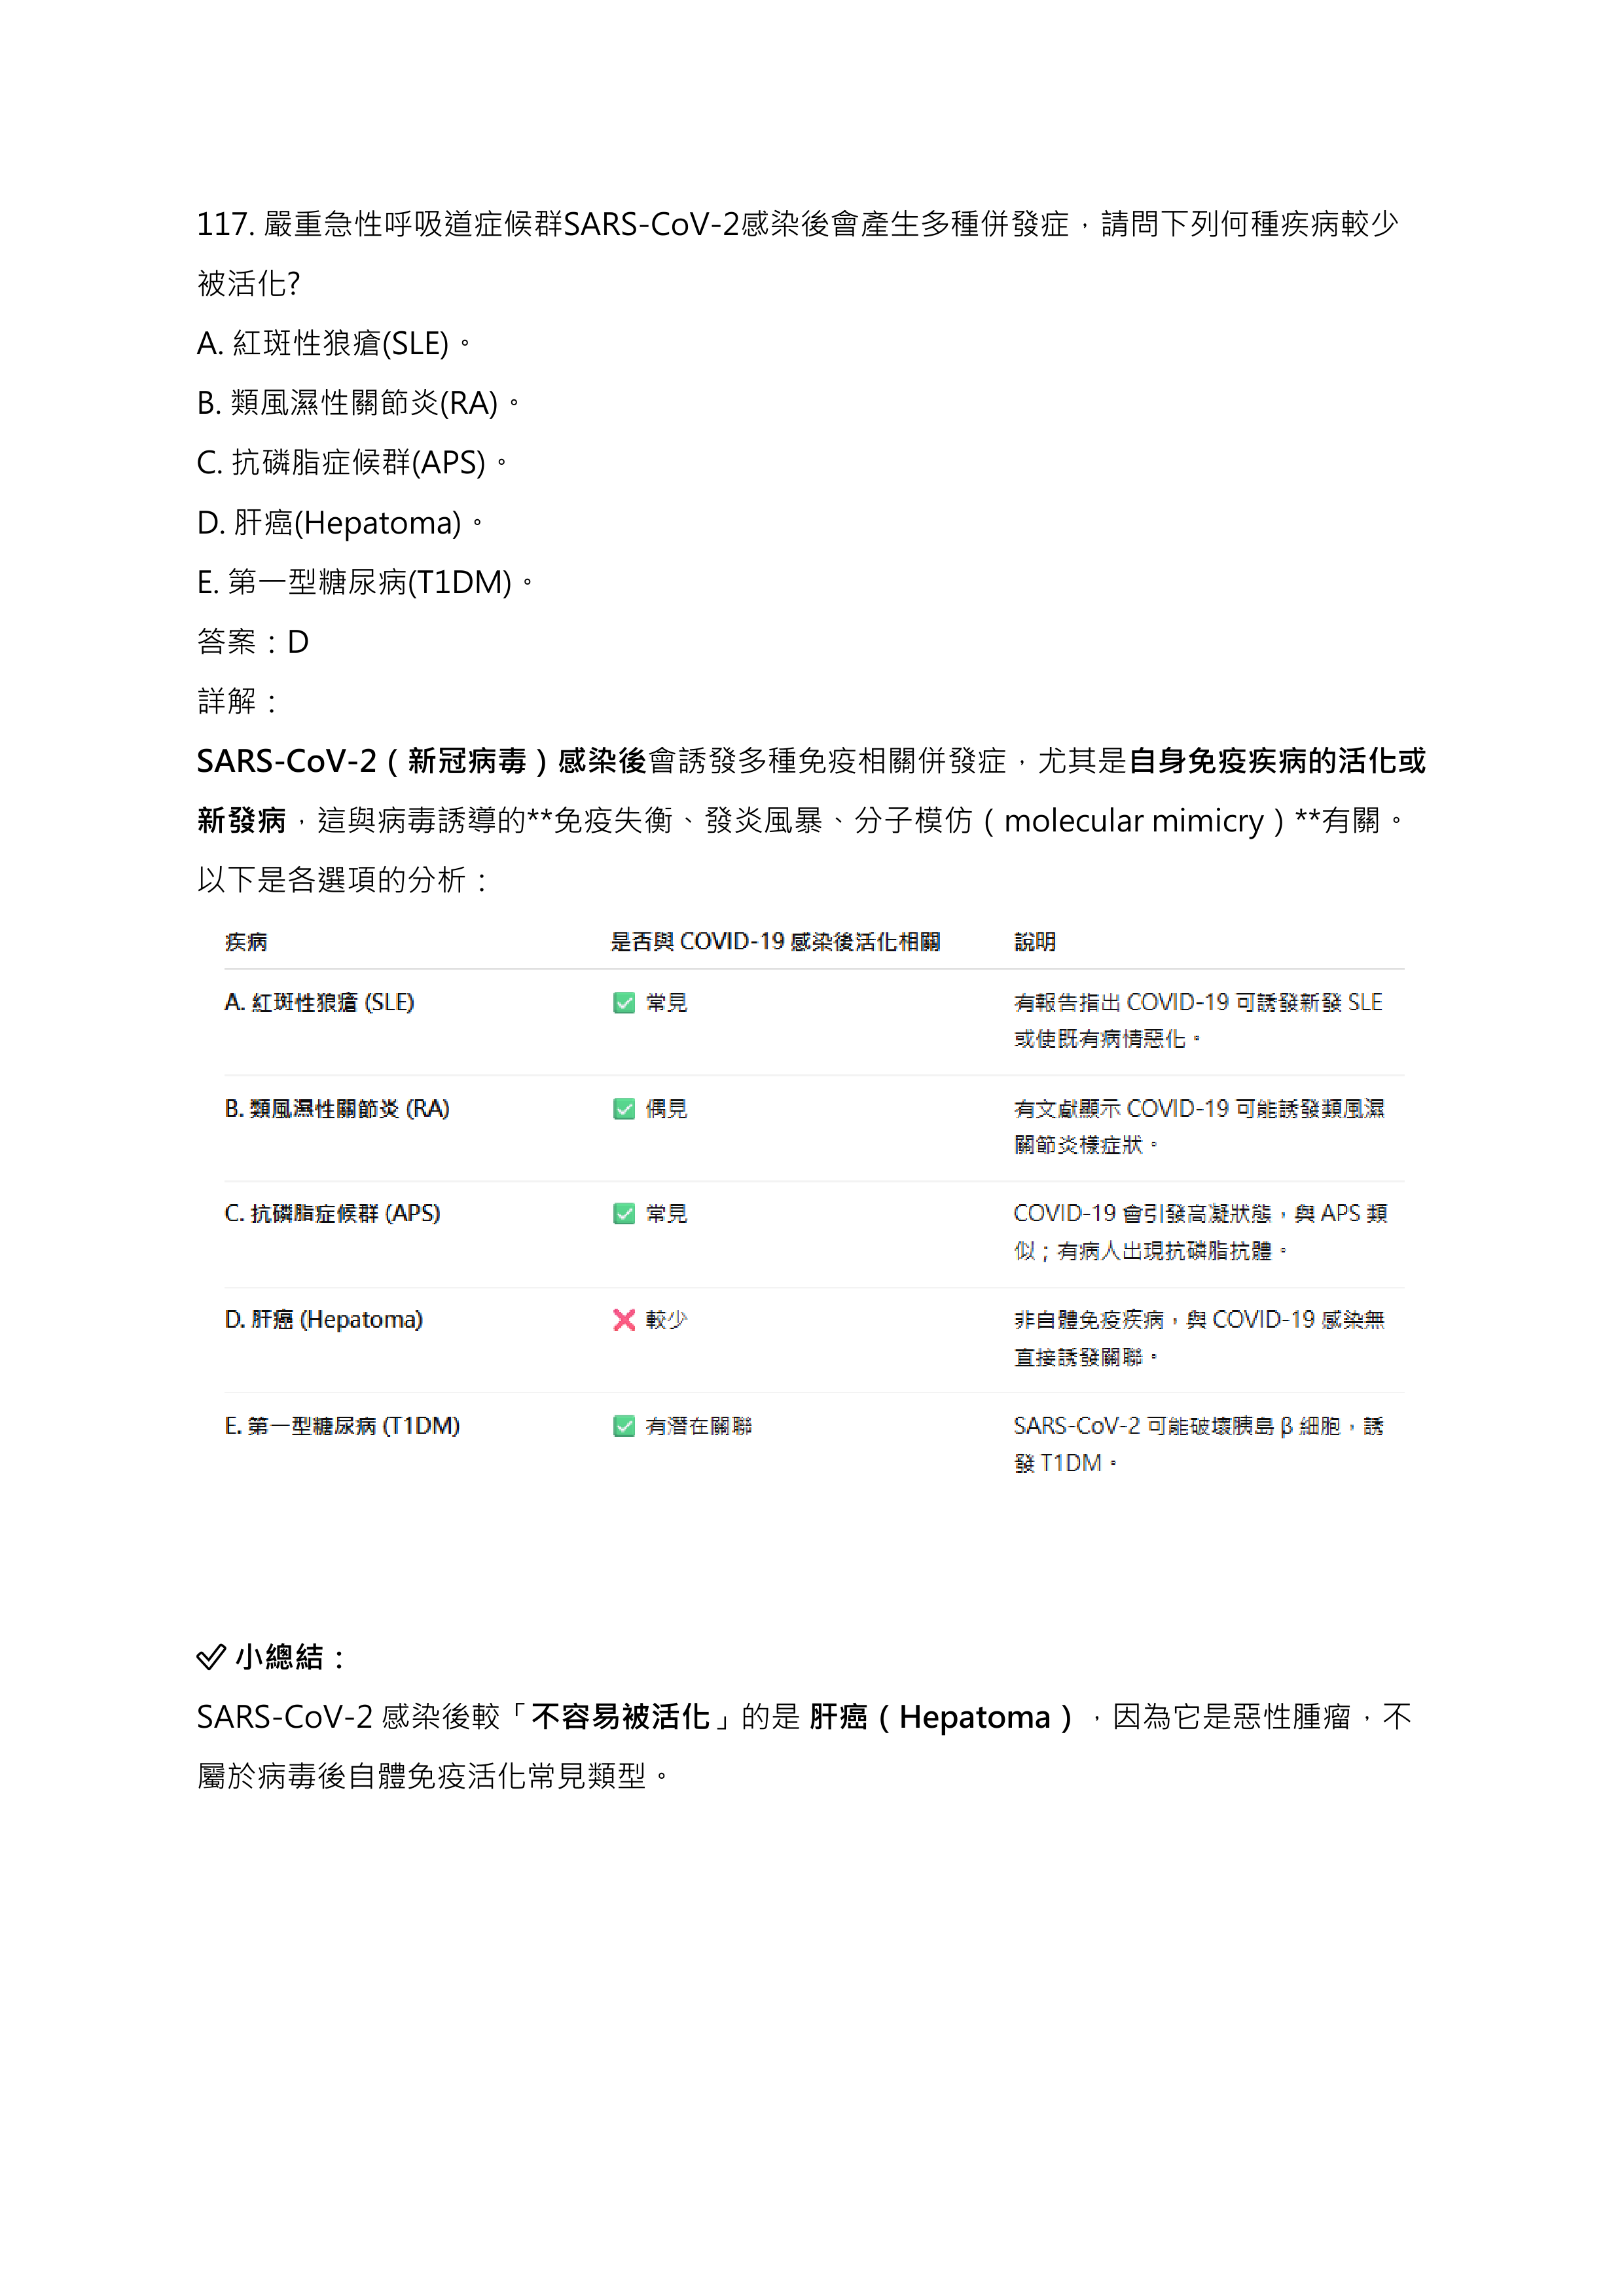 117. 嚴重急性呼吸道症候群SARS-CoV-2感染後會產生多種併發症，請問下列何種疾病較少
被活化?
A. 紅斑性狼瘡(SLE)。
B. 類風濕性關節炎(RA)。
C. 抗磷脂症候群(APS)。
D. 肝癌(Hepatoma)。
E. 第一型糖尿病(T1DM)。
答案：D
詳解：
SARS-CoV-2（新冠病毒）感染後會誘發多種免疫相關併發症，尤其是自身免疫疾病的活化或
新發病，這與病毒誘導的**免疫失衡、發炎風暴、分子模仿（molecular mimicry）**有關。
以下是各選項的分析：
疾病 是否與 COVID-19 感染後活化相關 說明
A. 紅斑性狼瘡 (SLE) ✅ 常見 有報告指出 COVID-19 可誘發新發 SLE
或使既有病情惡化。
B. 類風濕性關節炎 (RA) ✅ 偶見 有文獻顯示 COVID-19 可能誘發類風濕
關節炎樣症狀。
C. 抗磷脂症候群 (APS) ✅ 常見 COVID-19 會引發高凝狀態，與 APS 類
似；有病人出現抗磷脂抗體。
D. 肝癌 (Hepatoma) ❌ 較少 非自體免疫疾病，與 COVID-19 感染無
直接誘發關聯。
E. 第一型糖尿病 (T1DM) ✅ 有潛在關聯 SARS-CoV-2 可能破壞胰島 β 細胞，誘
發 T1DM。
✅ 小總結：
SARS-CoV-2 感染後較「不容易被活化」的是 肝癌（Hepatoma），因為它是惡性腫瘤，不
屬於病毒後自體免疫活化常見類型。